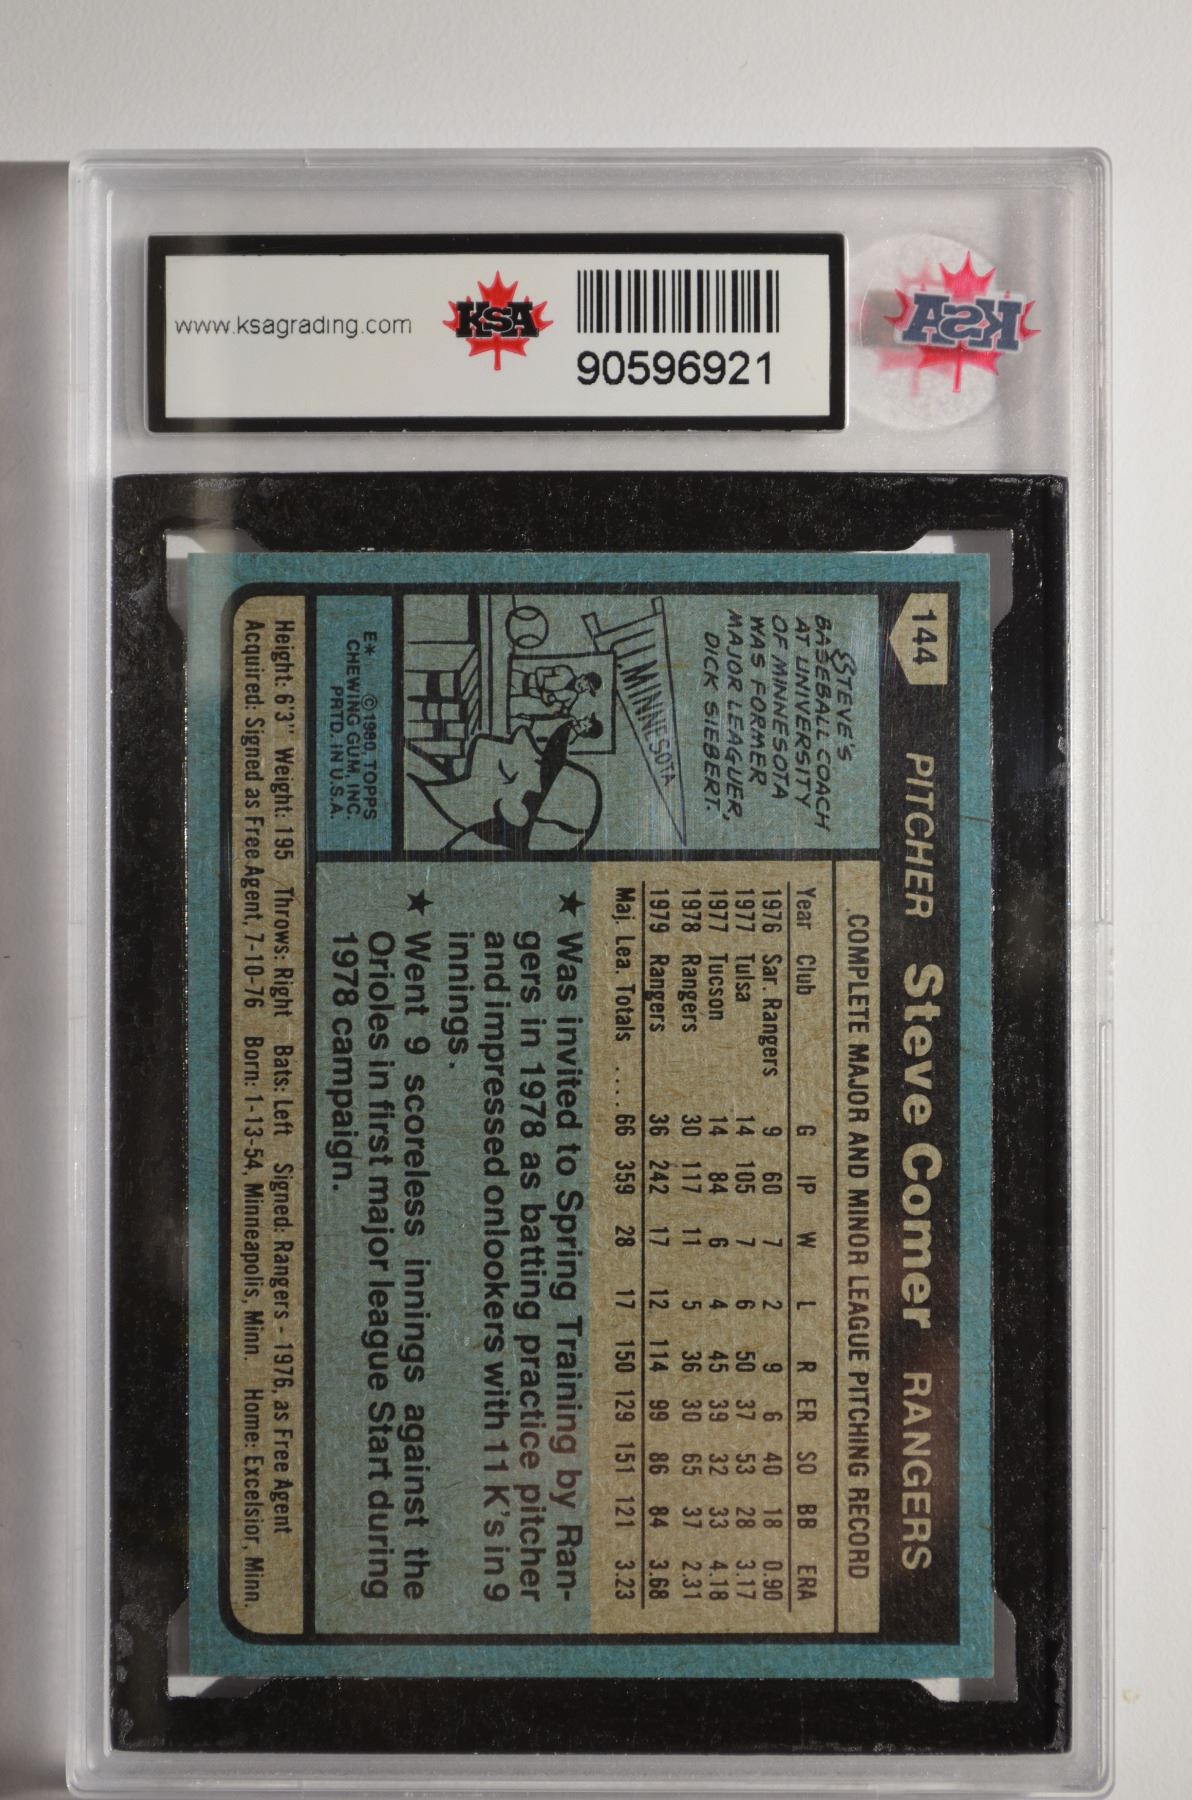 www.ksagrading.com
KSA
90596921
KSA
144 PITCHER Steve Comer RANGERS
COMPLETE MAJOR AND MINOR LEAGUE PITCHING RECORD
Year Club G IP W L R ER SO BB ERA
1976 Sar. Rangers 9 60 7 2 9 6 40 18 0.90
1977 Tulsa 14 105 7 6 50 37 53 28 3.17
1977 Tucson 14 84 6 4 45 39 32 33 4.18
1978 Rangers 30 117 11 5 36 30 65 37 2.31
1979 Rangers 36 242 17 12 114 99 86 84 3.68
Maj. Lea. Totals .... 66 359 28 17 150 129 151 121 3.23
STEVE'S
BASEBALL COACH
AT UNIVERSITY
OF MINNESOTA
WAS FORMER
MAJOR LEAGUER,
DICK SIEBERT.
MINNESOTA
★ Was invited to Spring Training by Ran-
gers in 1978 as batting practice pitcher
and impressed onlookers with 11 K's in 9
innings.
★ Went 9 scoreless innings against the
Orioles in first major league Start during
1978 campaign.
E* ©1980 TOPPS
CHEWING GUM, INC.
PRTD. IN U.S.A.
Height: 6'3" Weight: 195 Throws: Right Bats: Left Signed: Rangers - 1976, as Free Agent
Acquired: Signed as Free Agent, 7-10-76 Born: 1-13-54, Minneapolis, Minn. Home: Excelsior, Minn.